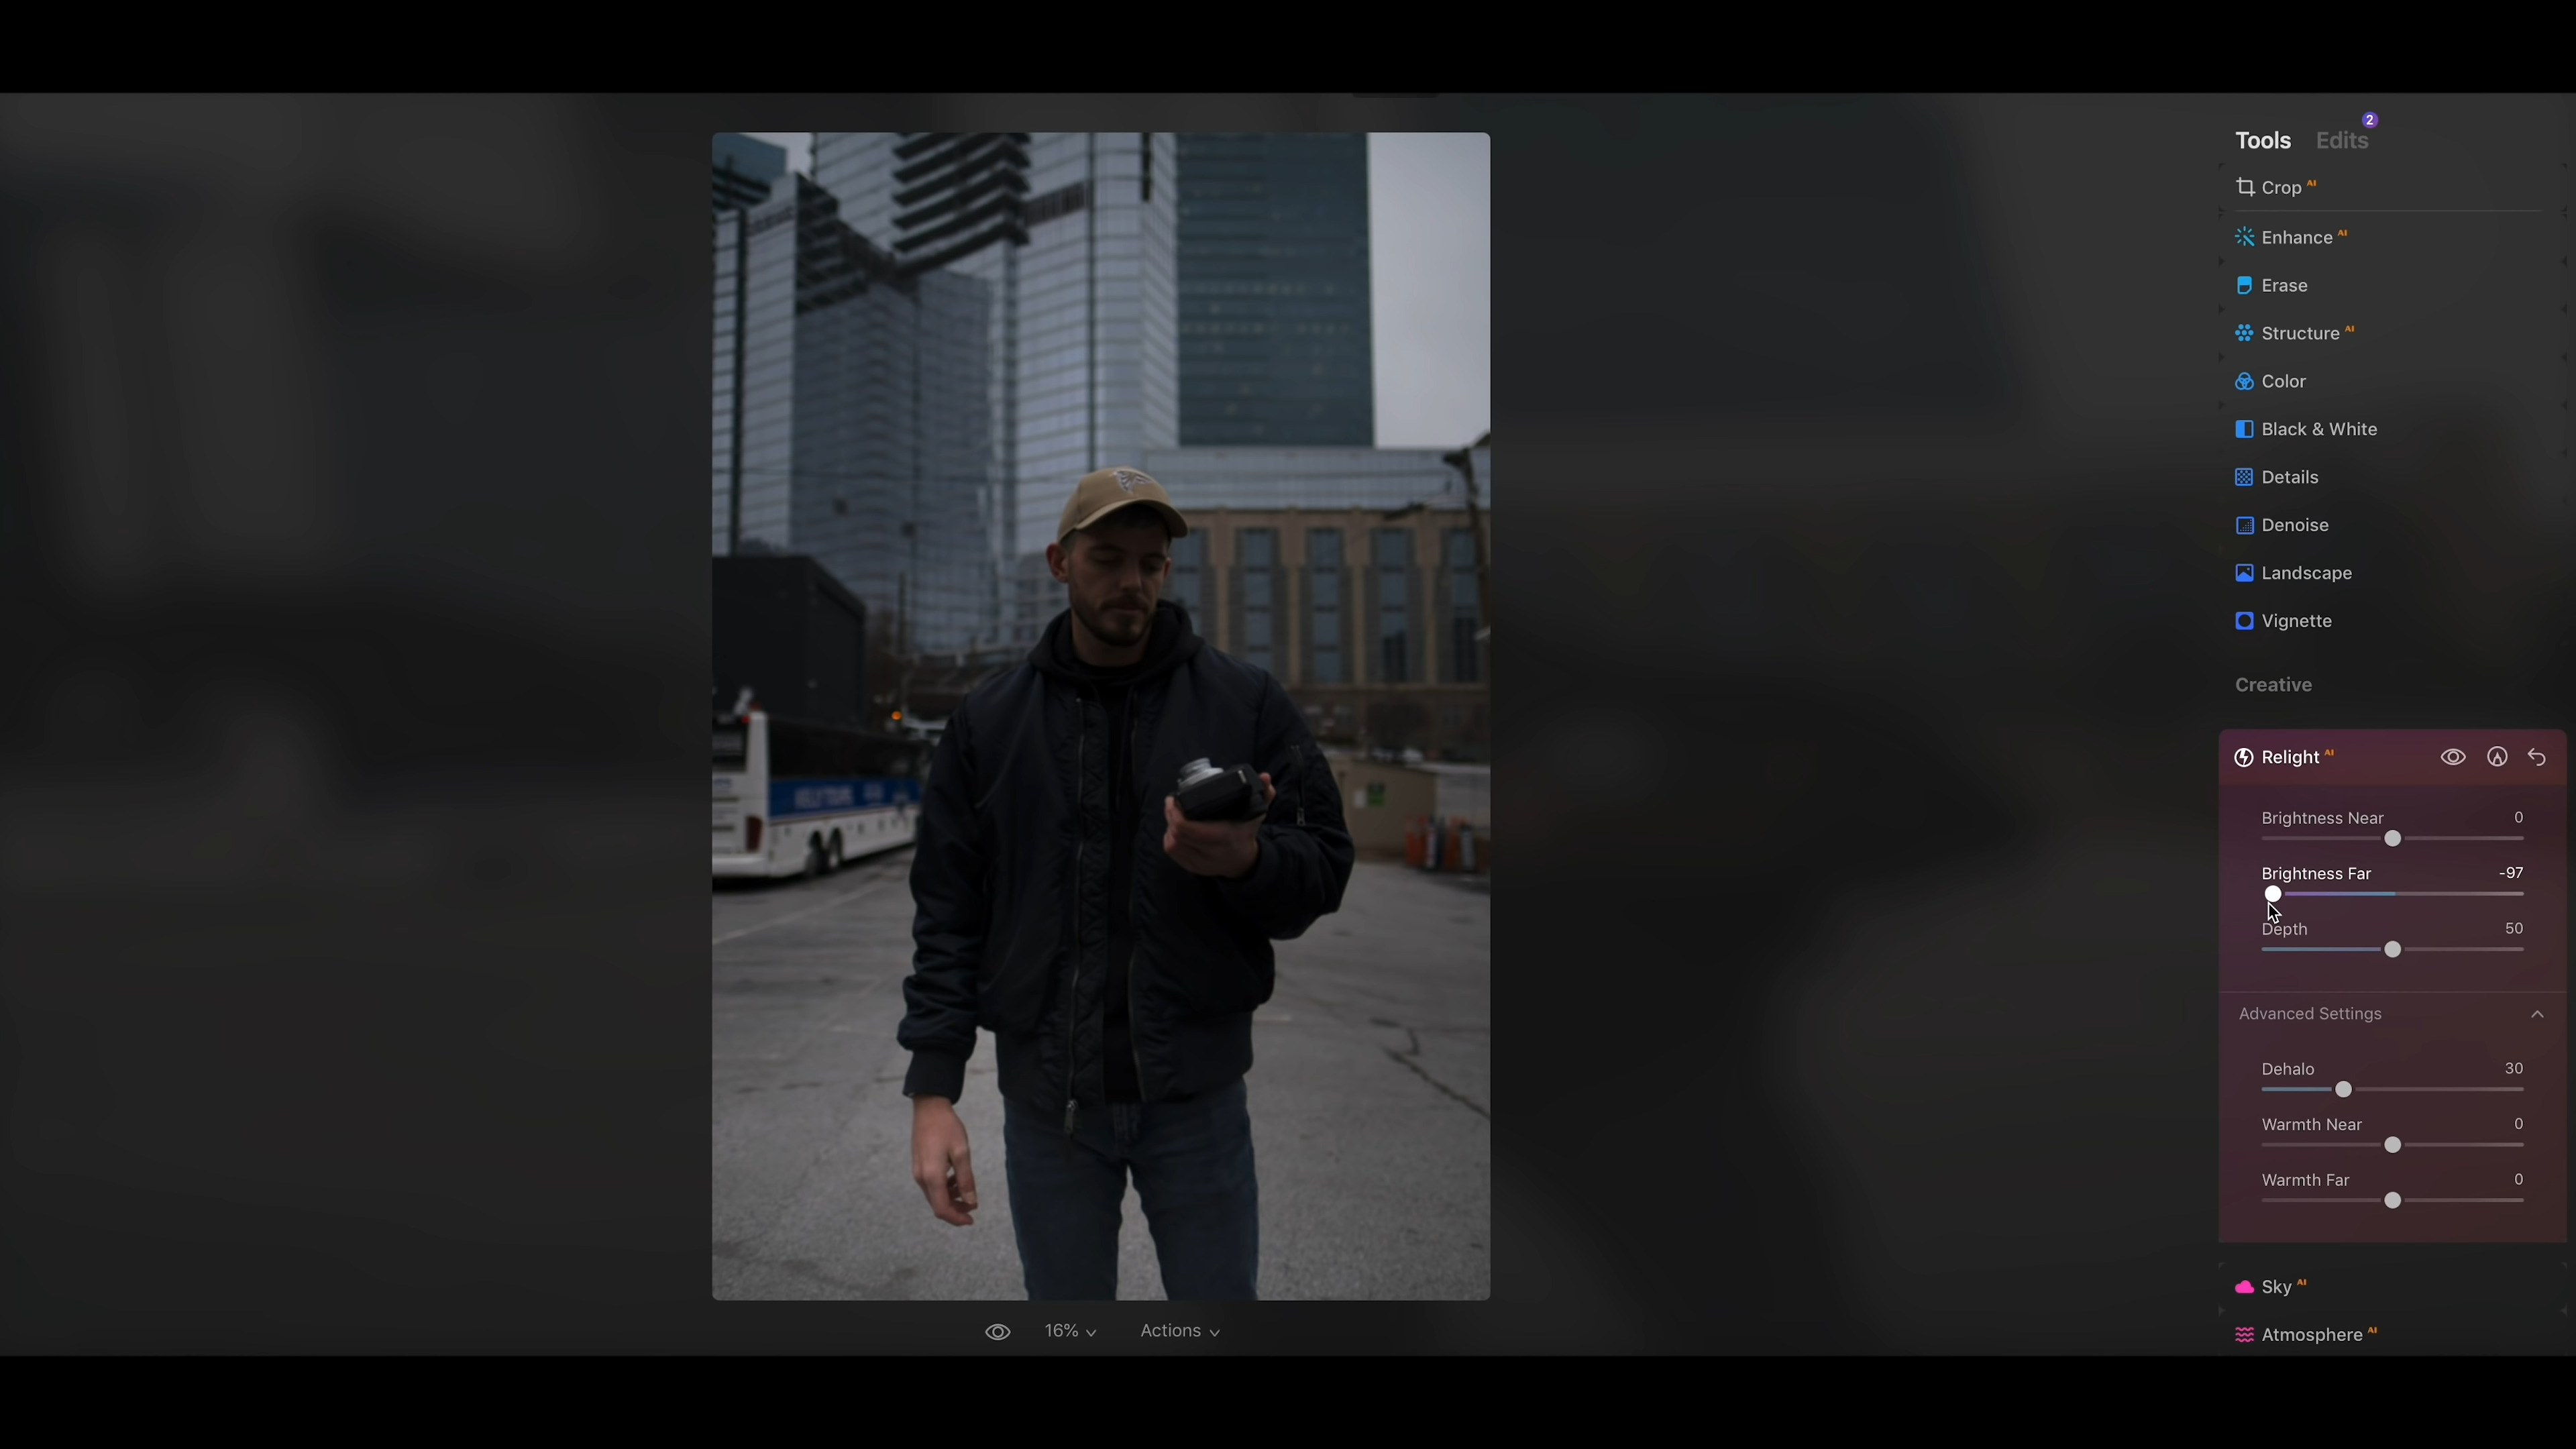 2
Tools Edits
Crop AI
Enhance AI
Erase
Structure AI
Color
Black & White
Details
Denoise
Landscape
Vignette
Creative
Relight AI
Brightness Near 0
Brightness Far -97
Depth 50
Advanced Settings
Dehalo 30
Warmth Near 0
Warmth Far 0
Sky AI
Atmosphere AI
16% Actions